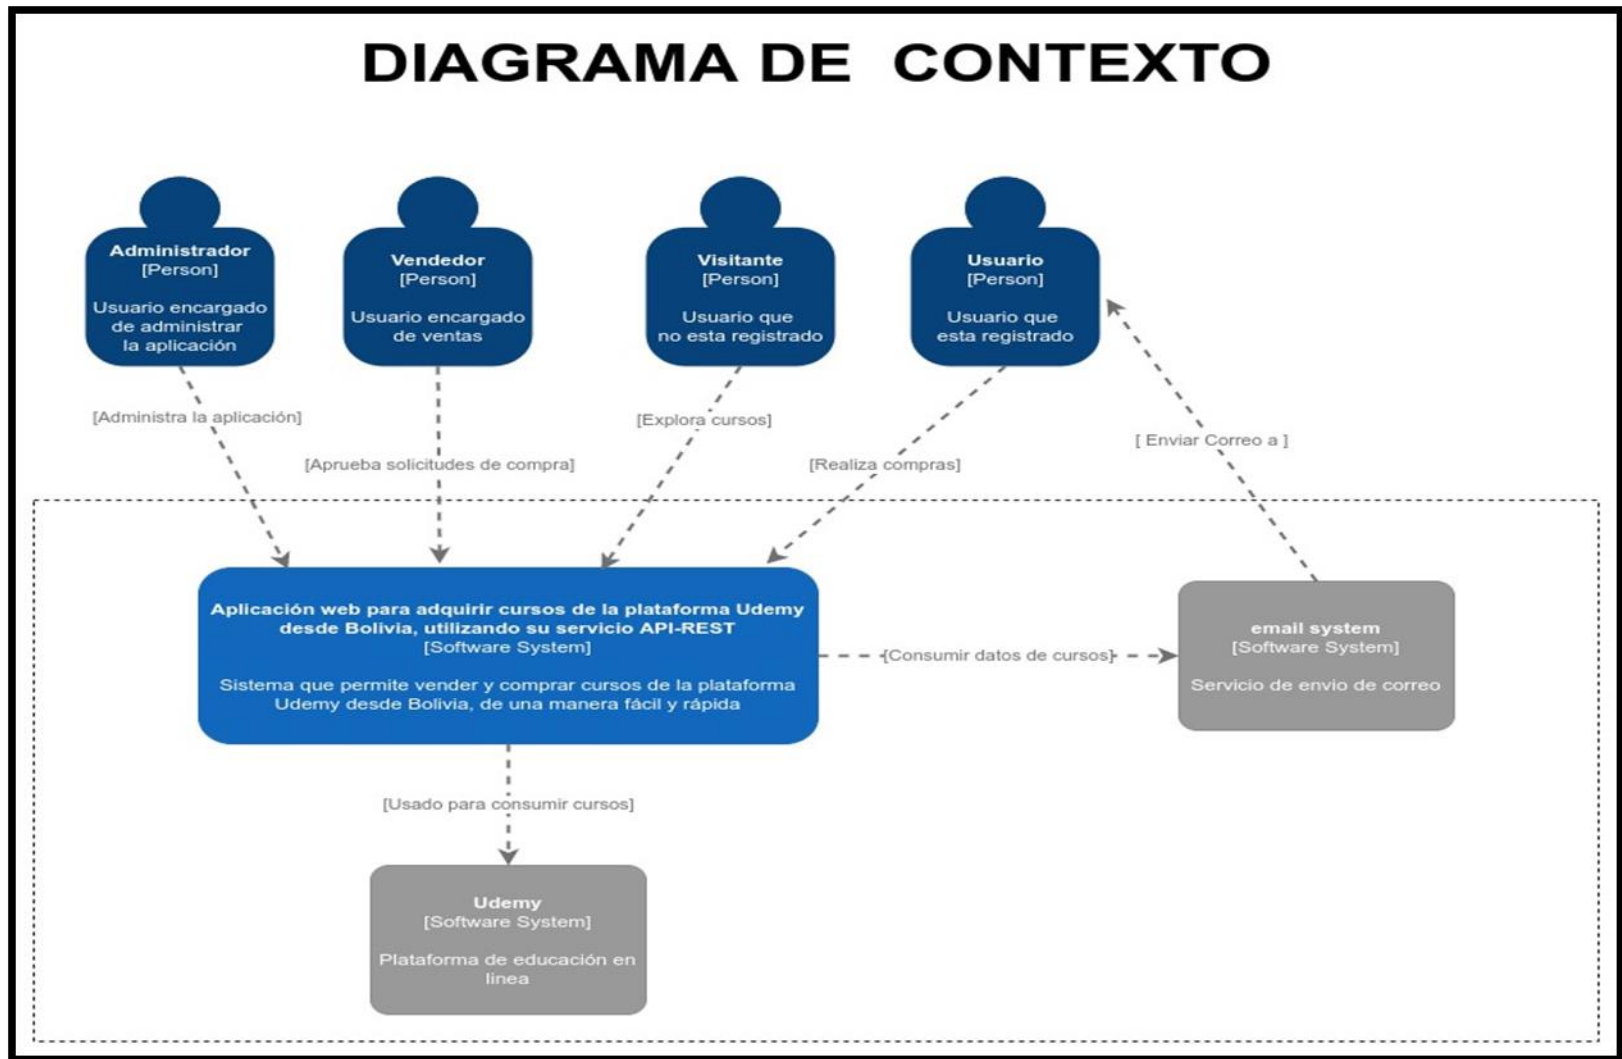 DIAGRAMA DE CONTEXTO
Administrador
[Person]
Usuario encargado
de administrar
la aplicación
Vendedor
[Person]
Usuario encargado
de ventas
Visitante
[Person]
Usuario que
no esta registrado
Usuario
[Person]
Usuario que
esta registrado
[Administra la aplicación]
[Aprueba solicitudes de compra]
[Explora cursos]
[Realiza compras]
[ Enviar Correo a ]
Aplicación web para adquirir cursos de la plataforma Udemy
desde Bolivia, utilizando su servicio API-REST
[Software System]
Sistema que permite vender y comprar cursos de la plataforma
Udemy desde Bolivia, de una manera fácil y rápida
[Consumir datos de cursos]
email system
[Software System]
Servicio de envio de correo
[Usado para consumir cursos]
Udemy
[Software System]
Plataforma de educación en
linea